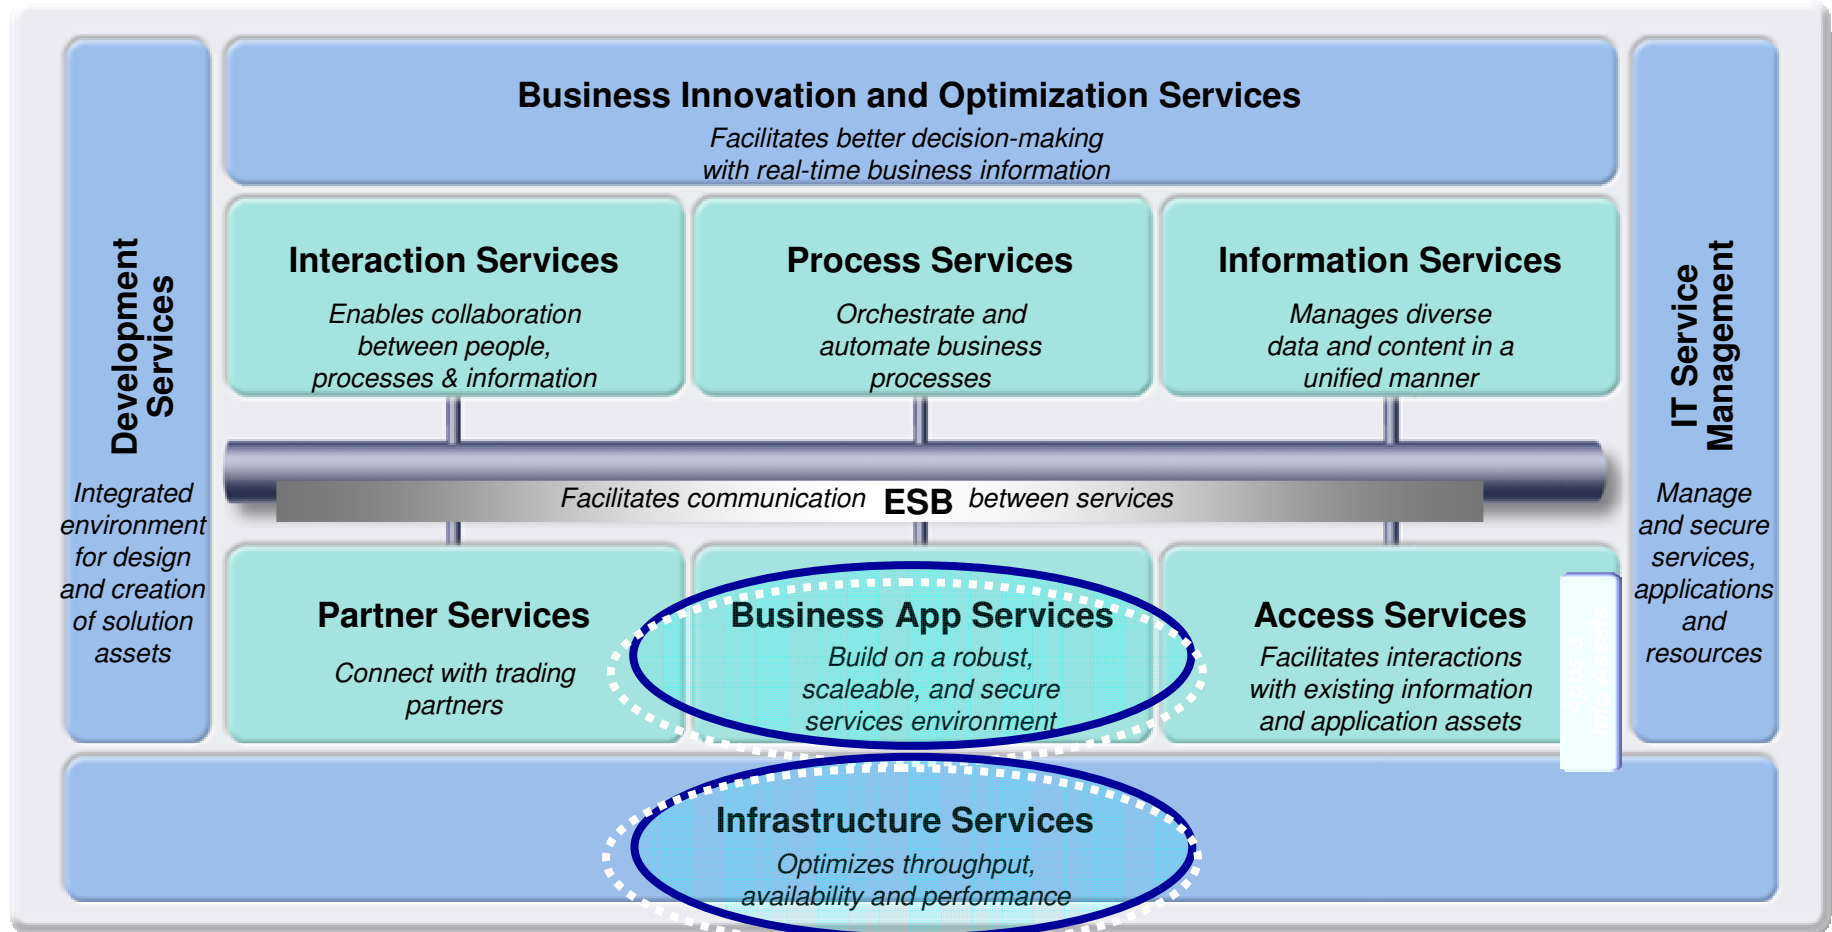 Business Innovation and Optimization Services
Facilitates better decision-making
with real-time business information
Development
Services
Integrated
environment
for design
and creation
of solution
assets
Interaction Services
Enables collaboration
between people,
processes & information
Process Services
Orchestrate and
automate business
processes
Information Services
Manages diverse
data and content in a
unified manner
IT Service
Management
Manage
and secure
services,
applications
and
resources
Facilitates communication ESB between services
Partner Services
Connect with trading
partners
Business App Services
Build on a robust,
scaleable, and secure
services environment
Access Services
Facilitates interactions
with existing information
and application assets
Apps &
Info Assets
Infrastructure Services
Optimizes throughput,
availability and performance